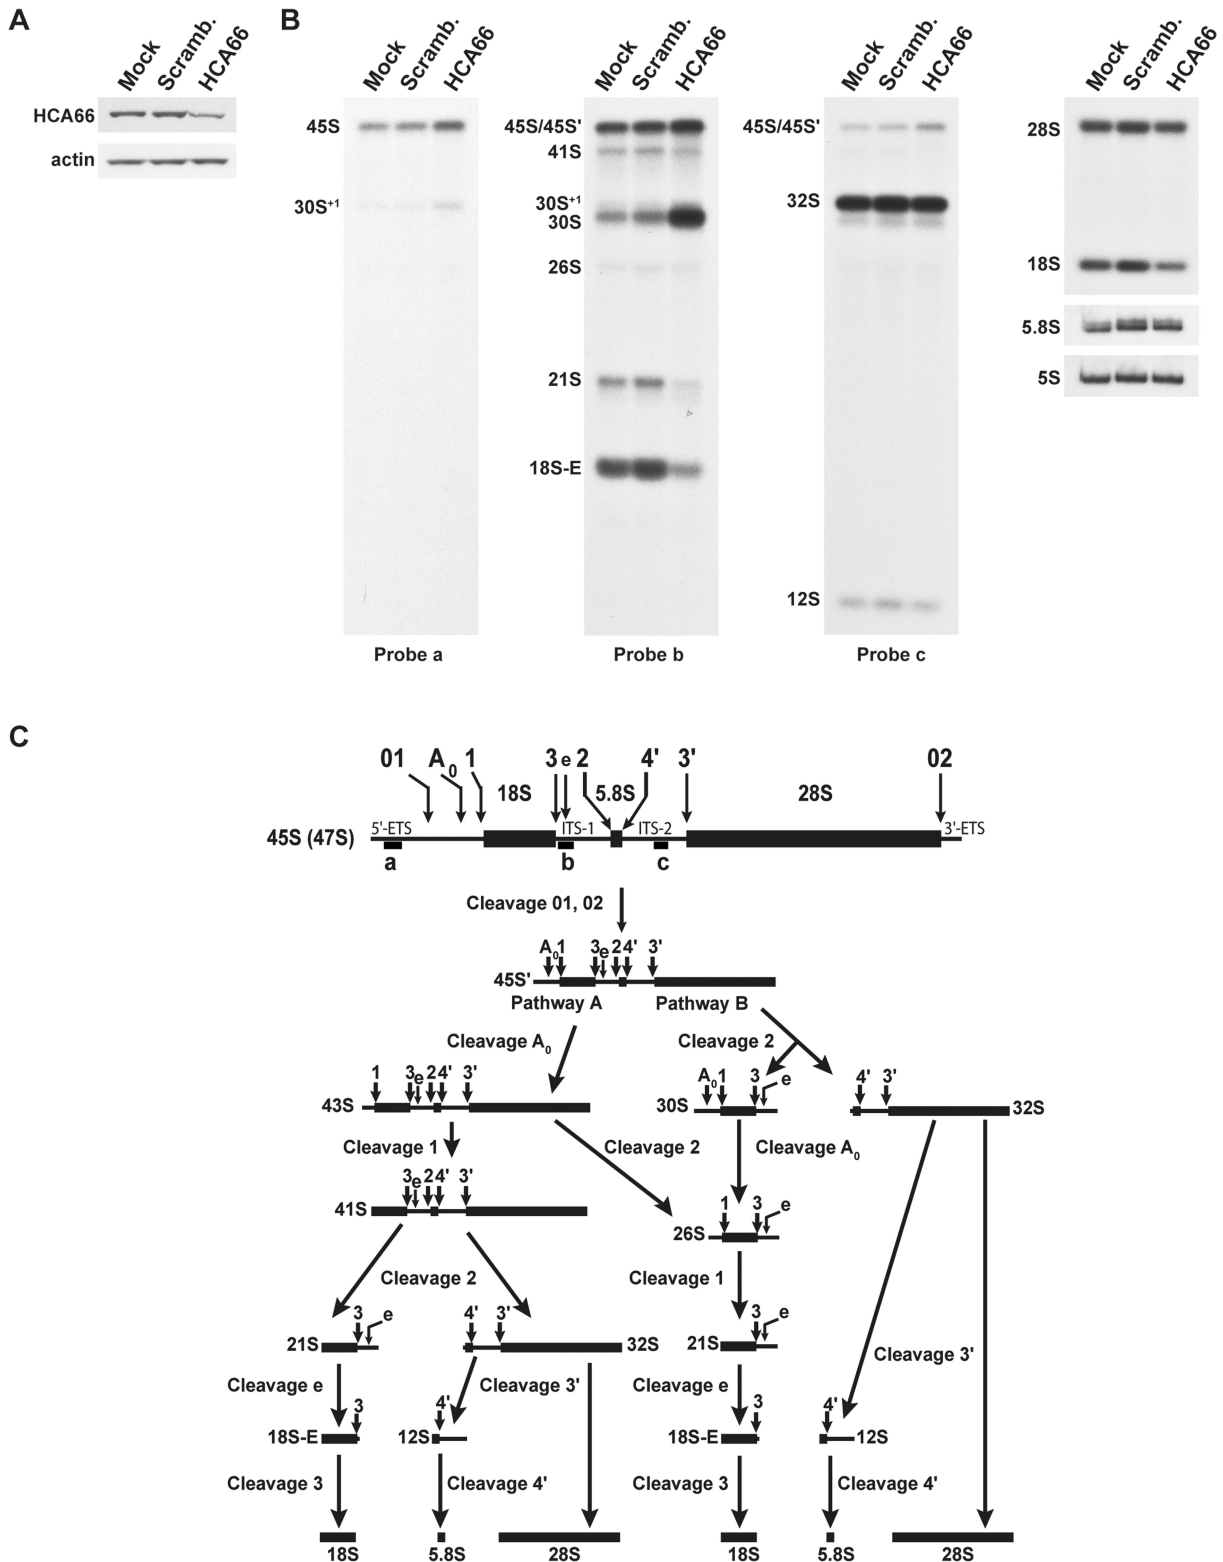 A
Mock Scramb. HCA66
HCA66
actin
B
Mock Scramb. HCA66
45S
30S+1
Probe a
Mock Scramb. HCA66
45S/45S'
41S
30S+1
30S
26S
21S
18S-E
Probe b
Mock Scramb. HCA66
45S/45S'
32S
12S
Probe c
Mock Scramb. HCA66
28S
18S
5.8S
5S
C
01 A0 1 3 e 2 4' 3' 02
18S 5.8S 28S
5'-ETS ITS-1 ITS-2 3'-ETS
45S (47S)
a b c
Cleavage 01, 02
A0 1 3 e 2 4' 3'
45S'
Pathway A Pathway B
Cleavage A0 Cleavage 2
1 3 e 2 4' 3' A0 1 3 e 4' 3'
43S 30S 32S
Cleavage 1 Cleavage 2 Cleavage A0
3 e 2 4' 3' 1 3 e
41S 26S
Cleavage 2 Cleavage 1
3 e 4' 3' 3 e
21S 32S 21S
Cleavage 3'
Cleavage e Cleavage 3' Cleavage e
3 4' 3 4'
18S-E 12S 18S-E 12S
Cleavage 3 Cleavage 4' Cleavage 3 Cleavage 4'
18S 5.8S 28S 18S 5.8S 28S